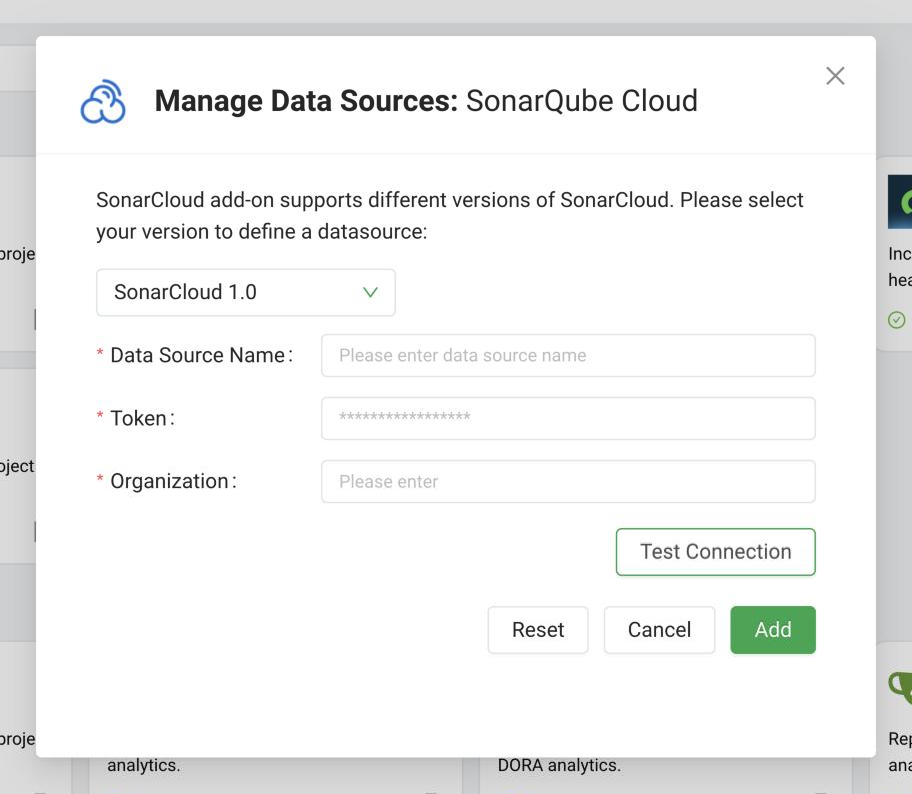 Manage Data Sources: SonarQube Cloud
SonarCloud add-on supports different versions of SonarCloud. Please select
your version to define a datasource:
SonarCloud 1.0
* Data Source Name:
Please enter data source name
* Token:
*****************
* Organization:
Please enter
Test Connection
Reset
Cancel
Add
analytics.
DORA analytics.